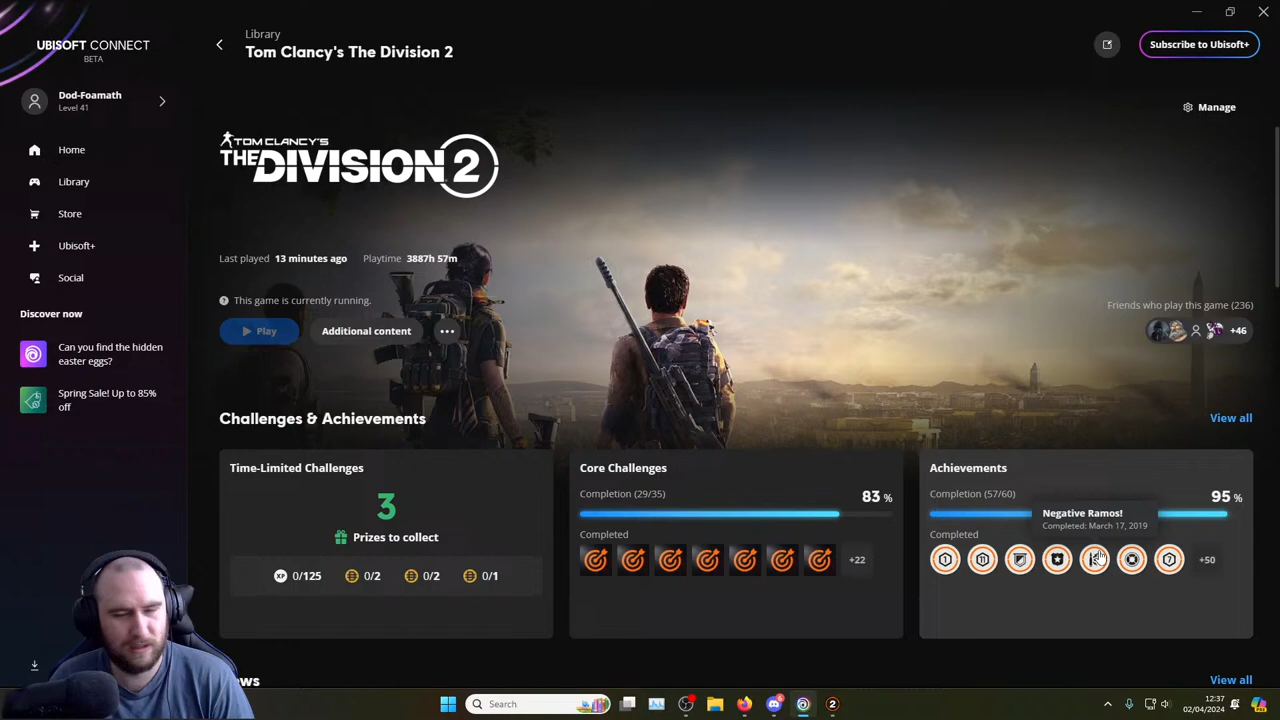 UBISOFT CONNECT
BETA
Dod-Foamath
Level 41
Home
Library
Store
Ubisoft+
Social
Discover now
Can you find the hidden
easter eggs?
Spring Sale! Up to 85%
off
Library
Tom Clancy's The Division 2
Subscribe to Ubisoft+
Manage
TOM CLANCY'S
THE DIVISION 2
Last played 13 minutes ago Playtime 3887h 57m
This game is currently running.
Play
Additional content
Friends who play this game (236)
+46
Challenges & Achievements
View all
Time-Limited Challenges
3
Prizes to collect
XP 0/125 0/2 0/2 0/1
Core Challenges
Completion (29/35)
83 %
Completed
+22
Achievements
Completion (57/60)
95 %
Negative Ramos!
Completed: March 17, 2019
Completed
+50
View all
Search
6
2
12:37
02/04/2024